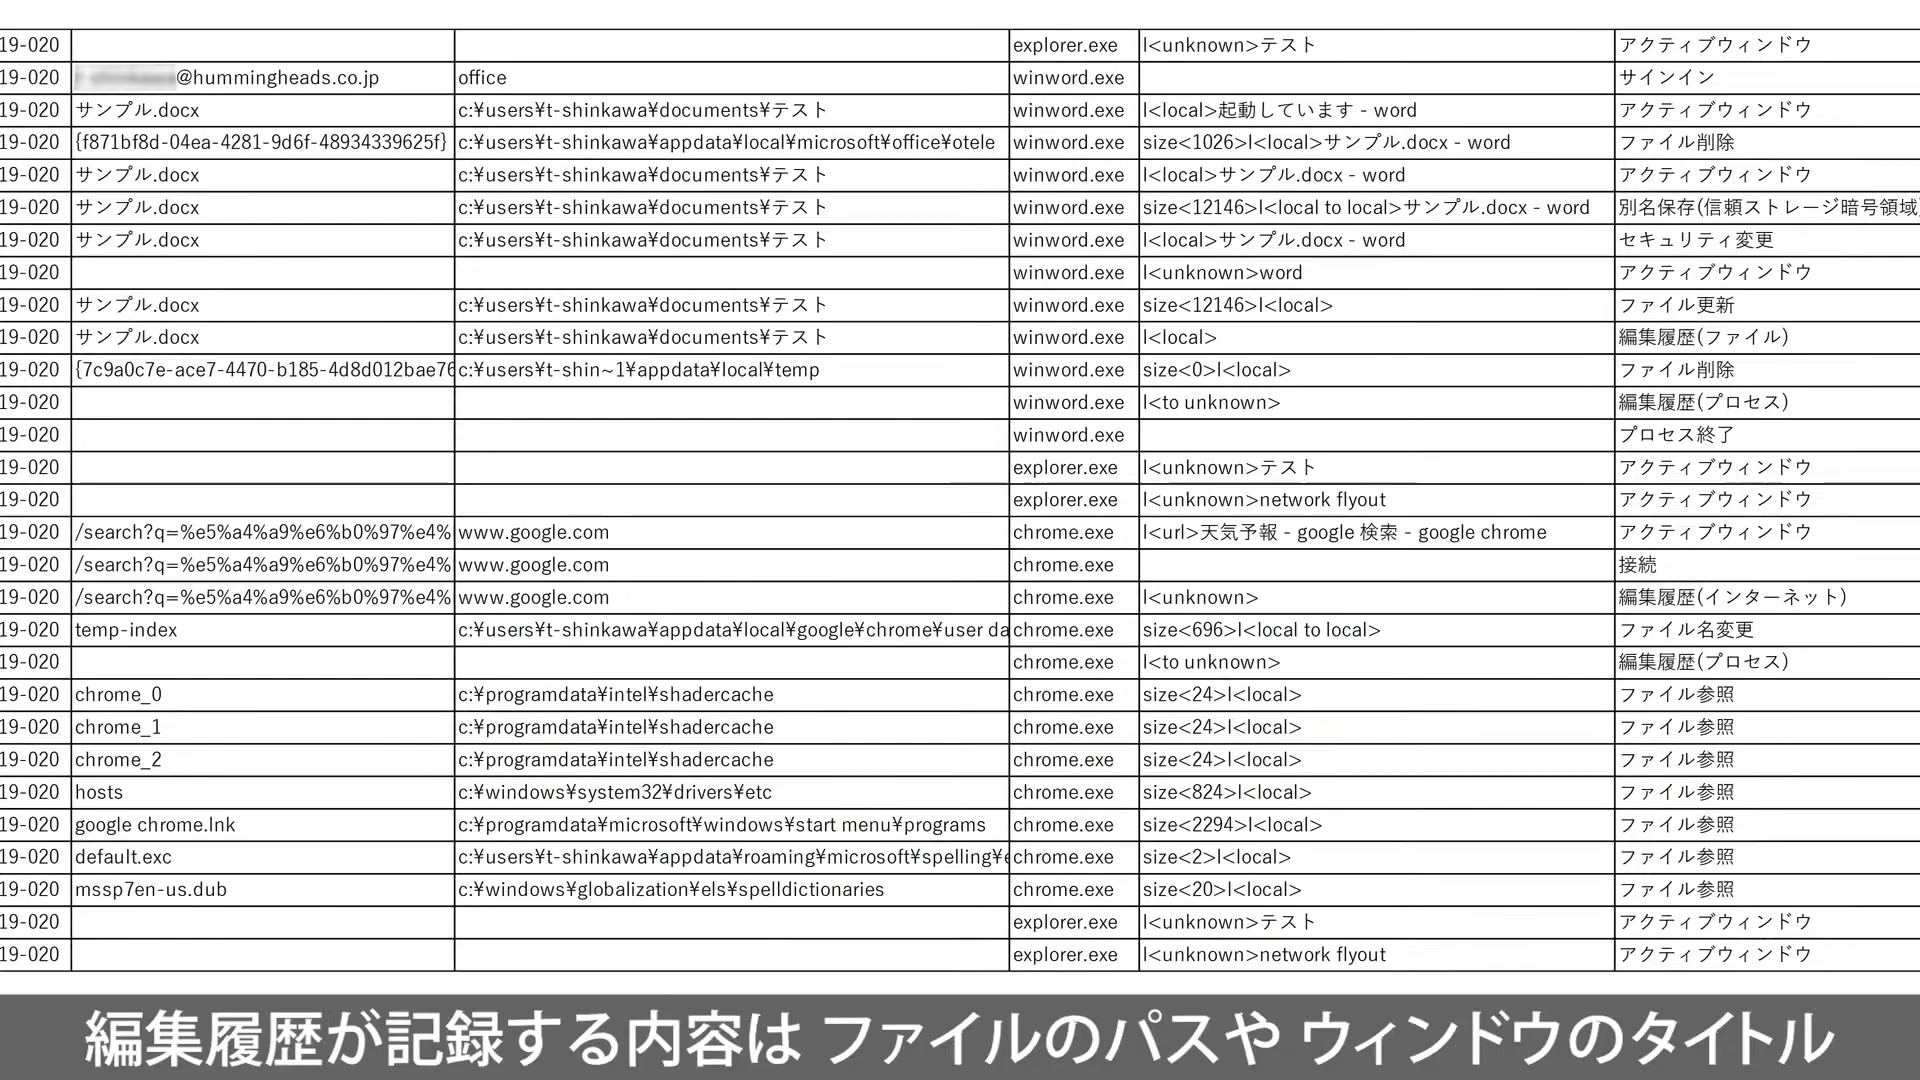 19-020 explorer.exe l<unknown>テスト アクティブウィンドウ
19-020 @hummingheads.co.jp office winword.exe サインイン
19-020 サンプル.docx c:¥users¥t-shinkawa¥documents¥テスト winword.exe l<local>起動しています - word アクティブウィンドウ
19-020 {f871bf8d-04ea-4281-9d6f-48934339625f} c:¥users¥t-shinkawa¥appdata¥local¥microsoft¥office¥otele winword.exe size<1026>l<local>サンプル.docx - word ファイル削除
19-020 サンプル.docx c:¥users¥t-shinkawa¥documents¥テスト winword.exe l<local>サンプル.docx - word アクティブウィンドウ
19-020 サンプル.docx c:¥users¥t-shinkawa¥documents¥テスト winword.exe size<12146>l<local to local>サンプル.docx - word 別名保存(信頼ストレージ暗号領域)
19-020 サンプル.docx c:¥users¥t-shinkawa¥documents¥テスト winword.exe l<local>サンプル.docx - word セキュリティ変更
19-020 winword.exe l<unknown>word アクティブウィンドウ
19-020 サンプル.docx c:¥users¥t-shinkawa¥documents¥テスト winword.exe size<12146>l<local> ファイル更新
19-020 サンプル.docx c:¥users¥t-shinkawa¥documents¥テスト winword.exe l<local> 編集履歴(ファイル)
19-020 {7c9a0c7e-ace7-4470-b185-4d8d012bae76 c:¥users¥t-shin~1¥appdata¥local¥temp winword.exe size<0>l<local> ファイル削除
19-020 winword.exe l<to unknown> 編集履歴(プロセス)
19-020 winword.exe プロセス終了
19-020 explorer.exe l<unknown>テスト アクティブウィンドウ
19-020 explorer.exe l<unknown>network flyout アクティブウィンドウ
19-020 /search?q=%e5%a4%a9%e6%b0%97%e4% www.google.com chrome.exe l<url>天気予報 - google 検索 - google chrome アクティブウィンドウ
19-020 /search?q=%e5%a4%a9%e6%b0%97%e4% www.google.com chrome.exe 接続
19-020 /search?q=%e5%a4%a9%e6%b0%97%e4% www.google.com chrome.exe l<unknown> 編集履歴(インターネット)
19-020 temp-index c:¥users¥t-shinkawa¥appdata¥local¥google¥chrome¥user da chrome.exe size<696>l<local to local> ファイル名変更
19-020 chrome.exe l<to unknown> 編集履歴(プロセス)
19-020 chrome_0 c:¥programdata¥intel¥shadercache chrome.exe size<24>l<local> ファイル参照
19-020 chrome_1 c:¥programdata¥intel¥shadercache chrome.exe size<24>l<local> ファイル参照
19-020 chrome_2 c:¥programdata¥intel¥shadercache chrome.exe size<24>l<local> ファイル参照
19-020 hosts c:¥windows¥system32¥drivers¥etc chrome.exe size<824>l<local> ファイル参照
19-020 google chrome.lnk c:¥programdata¥microsoft¥windows¥start menu¥programs chrome.exe size<2294>l<local> ファイル参照
19-020 default.exc c:¥users¥t-shinkawa¥appdata¥roaming¥microsoft¥spelling¥e chrome.exe size<2>l<local> ファイル参照
19-020 mssp7en-us.dub c:¥windows¥globalization¥els¥spelldictionaries chrome.exe size<20>l<local> ファイル参照
19-020 explorer.exe l<unknown>テスト アクティブウィンドウ
19-020 explorer.exe l<unknown>network flyout アクティブウィンドウ
編集履歴が記録する内容は ファイルのパスや ウィンドウのタイトル